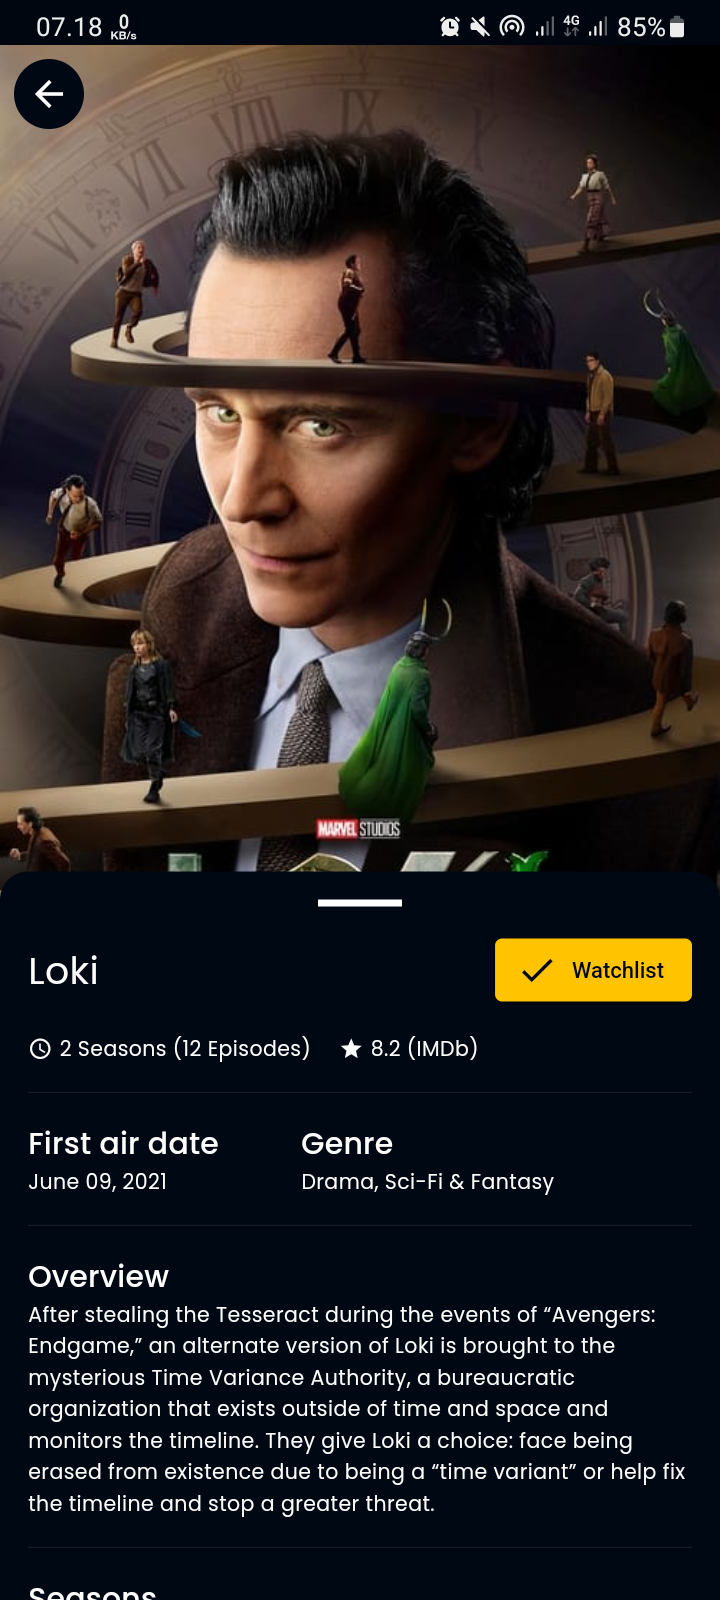 07.18 0 KB/s 4G 85%
VI VII VIII IX X
MARVEL STUDIOS
Loki
Watchlist
2 Seasons (12 Episodes) 8.2 (IMDb)
First air date Genre
June 09, 2021 Drama, Sci-Fi & Fantasy
Overview
After stealing the Tesseract during the events of “Avengers:
Endgame,” an alternate version of Loki is brought to the
mysterious Time Variance Authority, a bureaucratic
organization that exists outside of time and space and
monitors the timeline. They give Loki a choice: face being
erased from existence due to being a “time variant” or help fix
the timeline and stop a greater threat.
Seasons